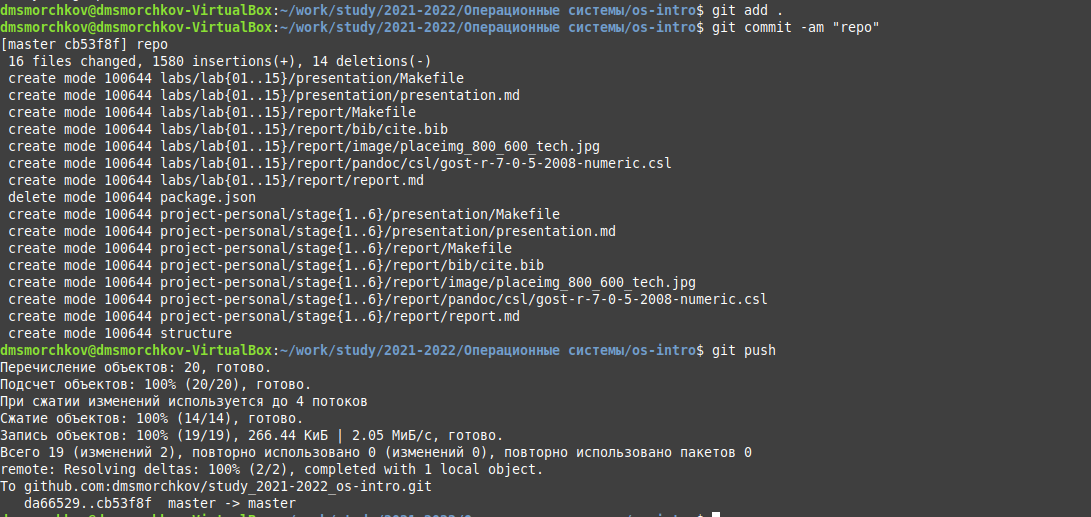 dmsmorchkov@dmsmorchkov-VirtualBox:~/work/study/2021-2022/Операционные системы/os-intro$ git add .
dmsmorchkov@dmsmorchkov-VirtualBox:~/work/study/2021-2022/Операционные системы/os-intro$ git commit -am "repo"
[master cb53f8f] repo
 16 files changed, 1580 insertions(+), 14 deletions(-)
 create mode 100644 labs/lab{01..15}/presentation/Makefile
 create mode 100644 labs/lab{01..15}/presentation/presentation.md
 create mode 100644 labs/lab{01..15}/report/Makefile
 create mode 100644 labs/lab{01..15}/report/bib/cite.bib
 create mode 100644 labs/lab{01..15}/report/image/placeimg_800_600_tech.jpg
 create mode 100644 labs/lab{01..15}/report/pandoc/csl/gost-r-7-0-5-2008-numeric.csl
 create mode 100644 labs/lab{01..15}/report/report.md
 delete mode 100644 package.json
 create mode 100644 project-personal/stage{1..6}/presentation/Makefile
 create mode 100644 project-personal/stage{1..6}/presentation/presentation.md
 create mode 100644 project-personal/stage{1..6}/report/Makefile
 create mode 100644 project-personal/stage{1..6}/report/bib/cite.bib
 create mode 100644 project-personal/stage{1..6}/report/image/placeimg_800_600_tech.jpg
 create mode 100644 project-personal/stage{1..6}/report/pandoc/csl/gost-r-7-0-5-2008-numeric.csl
 create mode 100644 project-personal/stage{1..6}/report/report.md
 create mode 100644 structure
dmsmorchkov@dmsmorchkov-VirtualBox:~/work/study/2021-2022/Операционные системы/os-intro$ git push
Перечисление объектов: 20, готово.
Подсчет объектов: 100% (20/20), готово.
При сжатии изменений используется до 4 потоков
Сжатие объектов: 100% (14/14), готово.
Запись объектов: 100% (19/19), 266.44 КиБ | 2.05 МиБ/с, готово.
Всего 19 (изменений 2), повторно использовано 0 (изменений 0), повторно использовано пакетов 0
remote: Resolving deltas: 100% (2/2), completed with 1 local object.
To github.com:dmsmorchkov/study_2021-2022_os-intro.git
   da66529..cb53f8f  master -> master